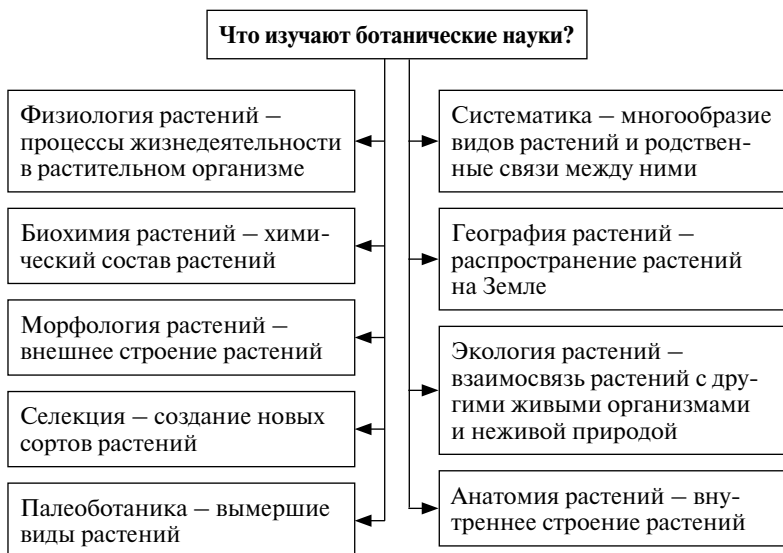 Что изучают ботанические науки?
Физиология растений –
процессы жизнедеятельности
в растительном организме
Биохимия растений – хими-
ческий состав растений
Морфология растений –
внешнее строение растений
Селекция – создание новых
сортов растений
Палеоботаника – вымершие
виды растений
Систематика – многообразие
видов растений и родствен-
ные связи между ними
География растений –
распространение растений
на Земле
Экология растений –
взаимосвязь растений с дру-
гими живыми организмами
и неживой природой
Анатомия растений – вну-
треннее строение растений